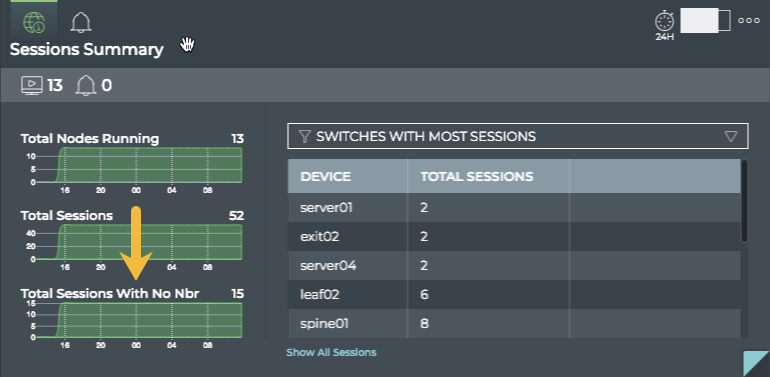 24H
Sessions Summary
13 0
Total Nodes Running 13
10
5
0
16 20 00 04 08
Total Sessions 52
40
20
0
16 20 00 04 08
Total Sessions With No Nbr 15
15
10
5
0
16 20 00 04 08
SWITCHES WITH MOST SESSIONS
DEVICE TOTAL SESSIONS
server01 2
exit02 2
server04 2
leaf02 6
spine01 8
Show All Sessions